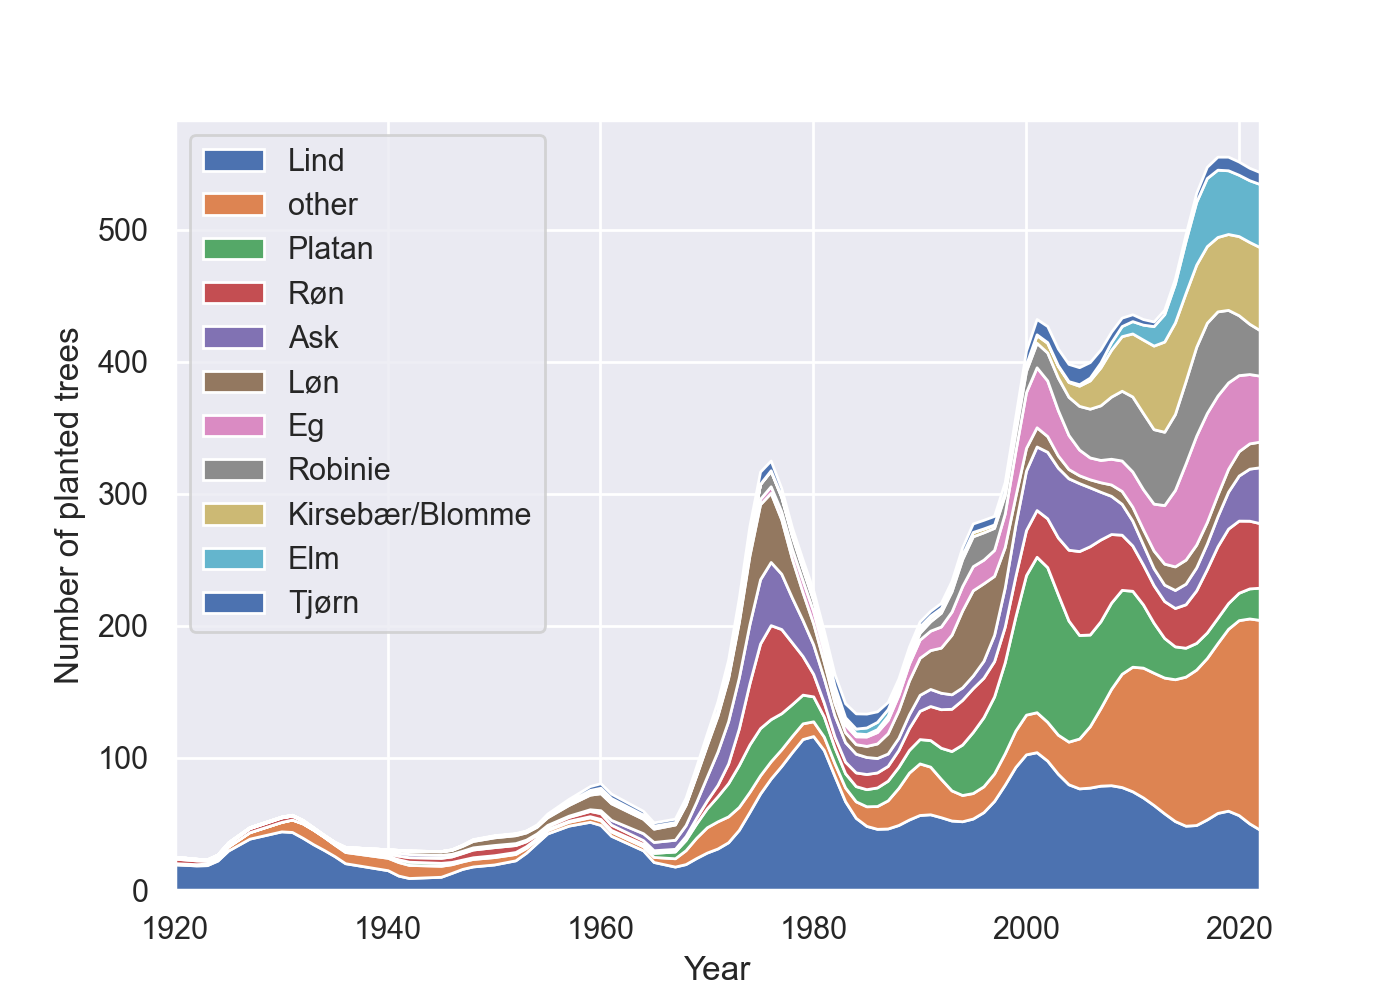 Lind
other
Platan
Røn
Ask
Løn
Eg
Robinie
Kirsebær/Blomme
Elm
Tjørn
500
400
300
200
100
0
Number of planted trees
1920 1940 1960 1980 2000 2020
Year